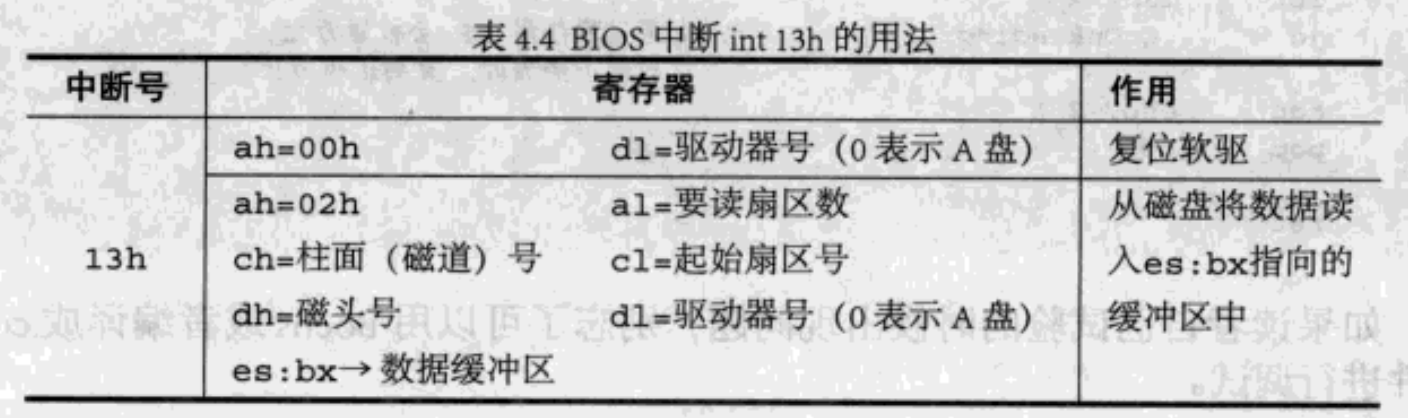 表 4.4 BIOS 中断 int 13h 的用法
中断号 寄存器 作用
ah=00h dl=驱动器号（0 表示 A 盘） 复位软驱
ah=02h al=要读扇区数 从磁盘将数据读
13h ch=柱面（磁道）号 cl=起始扇区号 入es:bx指向的
dh=磁头号 dl=驱动器号（0 表示 A 盘） 缓冲区中
es:bx→ 数据缓冲区